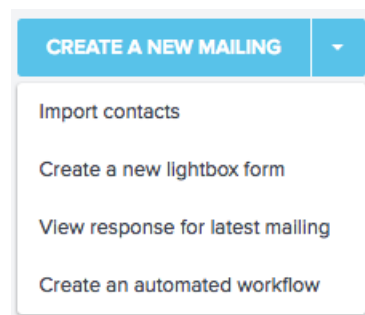 CREATE A NEW MAILING
Import contacts
Create a new lightbox form
View response for latest mailing
Create an automated workflow